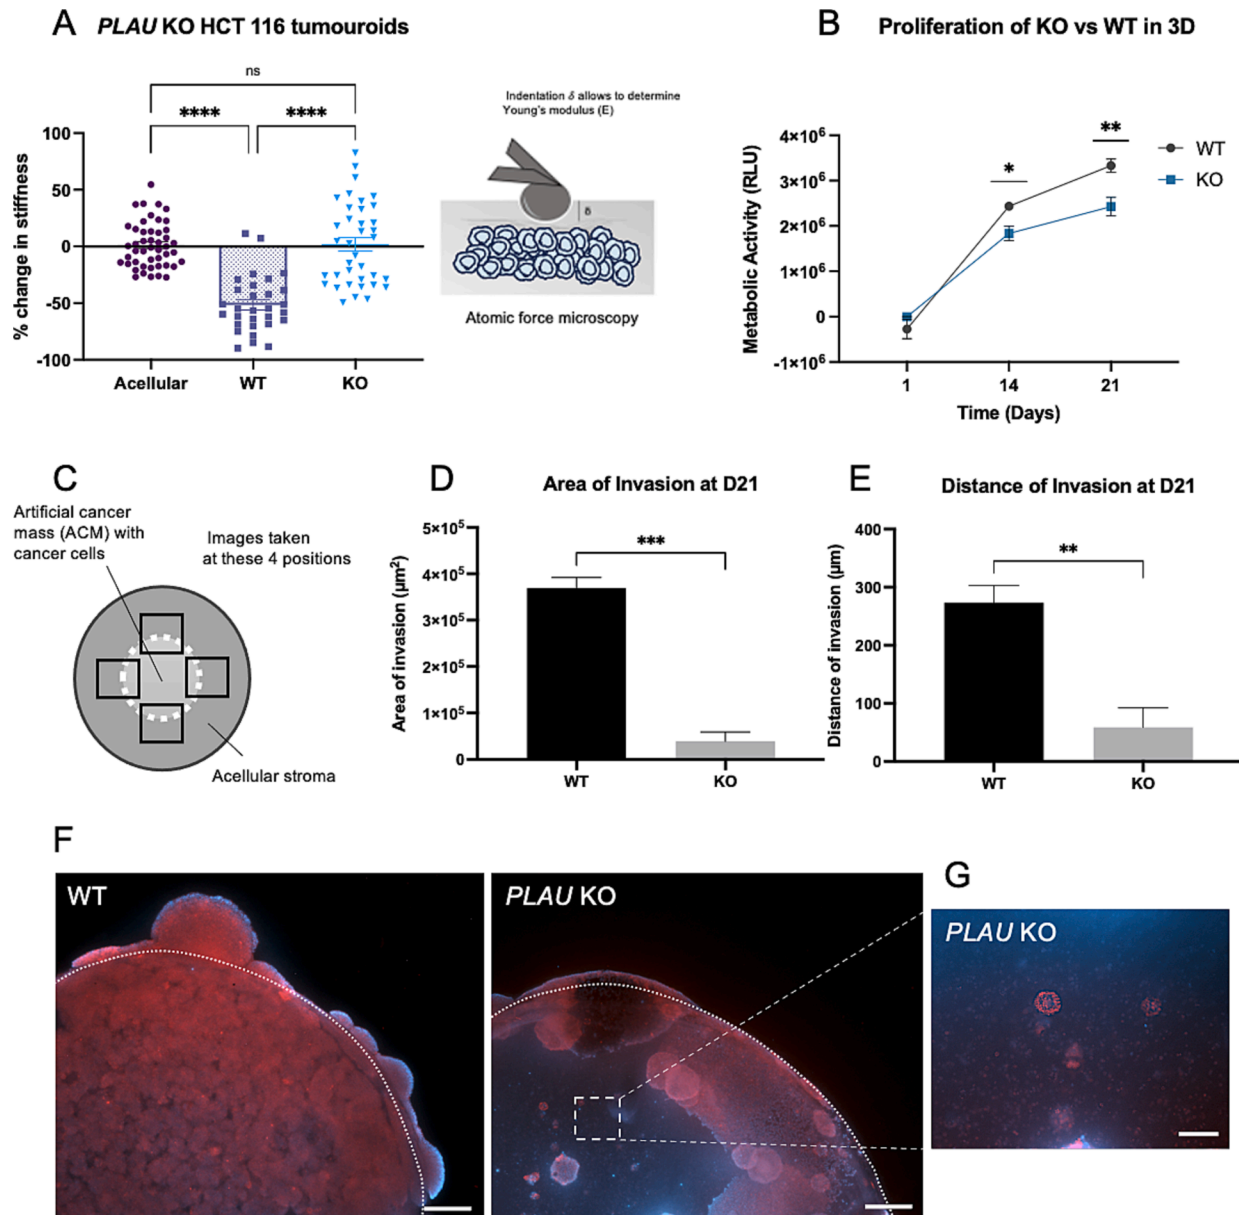 A PLAU KO HCT 116 tumouroids
ns
**** ****
% change in stiffness
100
50
0
-50
-100
Acellular WT KO
Indentation δ allows to determine
Young's modulus (E)
δ
Atomic force microscopy
B Proliferation of KO vs WT in 3D
Metabolic Activity (RLU)
4×10⁶
3×10⁶
2×10⁶
1×10⁶
0
-1×10⁶
*
**
WT
KO
1 14 21
Time (Days)
C
Artificial cancer
mass (ACM) with
cancer cells
Images taken
at these 4 positions
Acellular stroma
D Area of Invasion at D21
Area of invasion (µm²)
5×10⁵
4×10⁵
3×10⁵
2×10⁵
1×10⁵
0
***
WT KO
E Distance of Invasion at D21
Distance of invasion (µm)
400
300
200
100
0
**
WT KO
F
WT
PLAU KO
G
PLAU KO